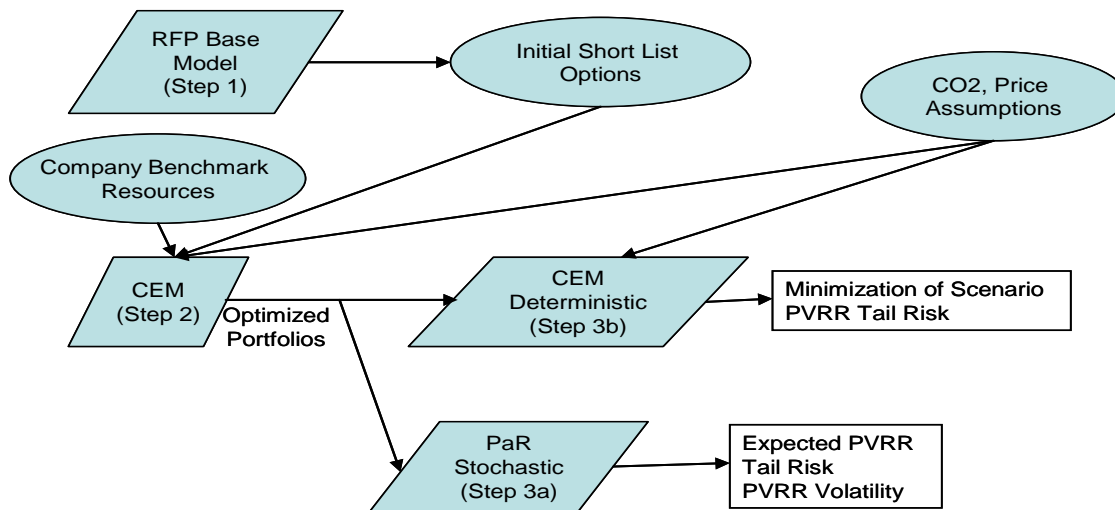 RFP Base
Model
(Step 1)
Initial Short List
Options
CO2, Price
Assumptions
Company Benchmark
Resources
CEM
(Step 2)
Optimized
Portfolios
CEM
Deterministic
(Step 3b)
Minimization of Scenario
PVRR Tail Risk
PaR
Stochastic
(Step 3a)
Expected PVRR
Tail Risk
PVRR Volatility